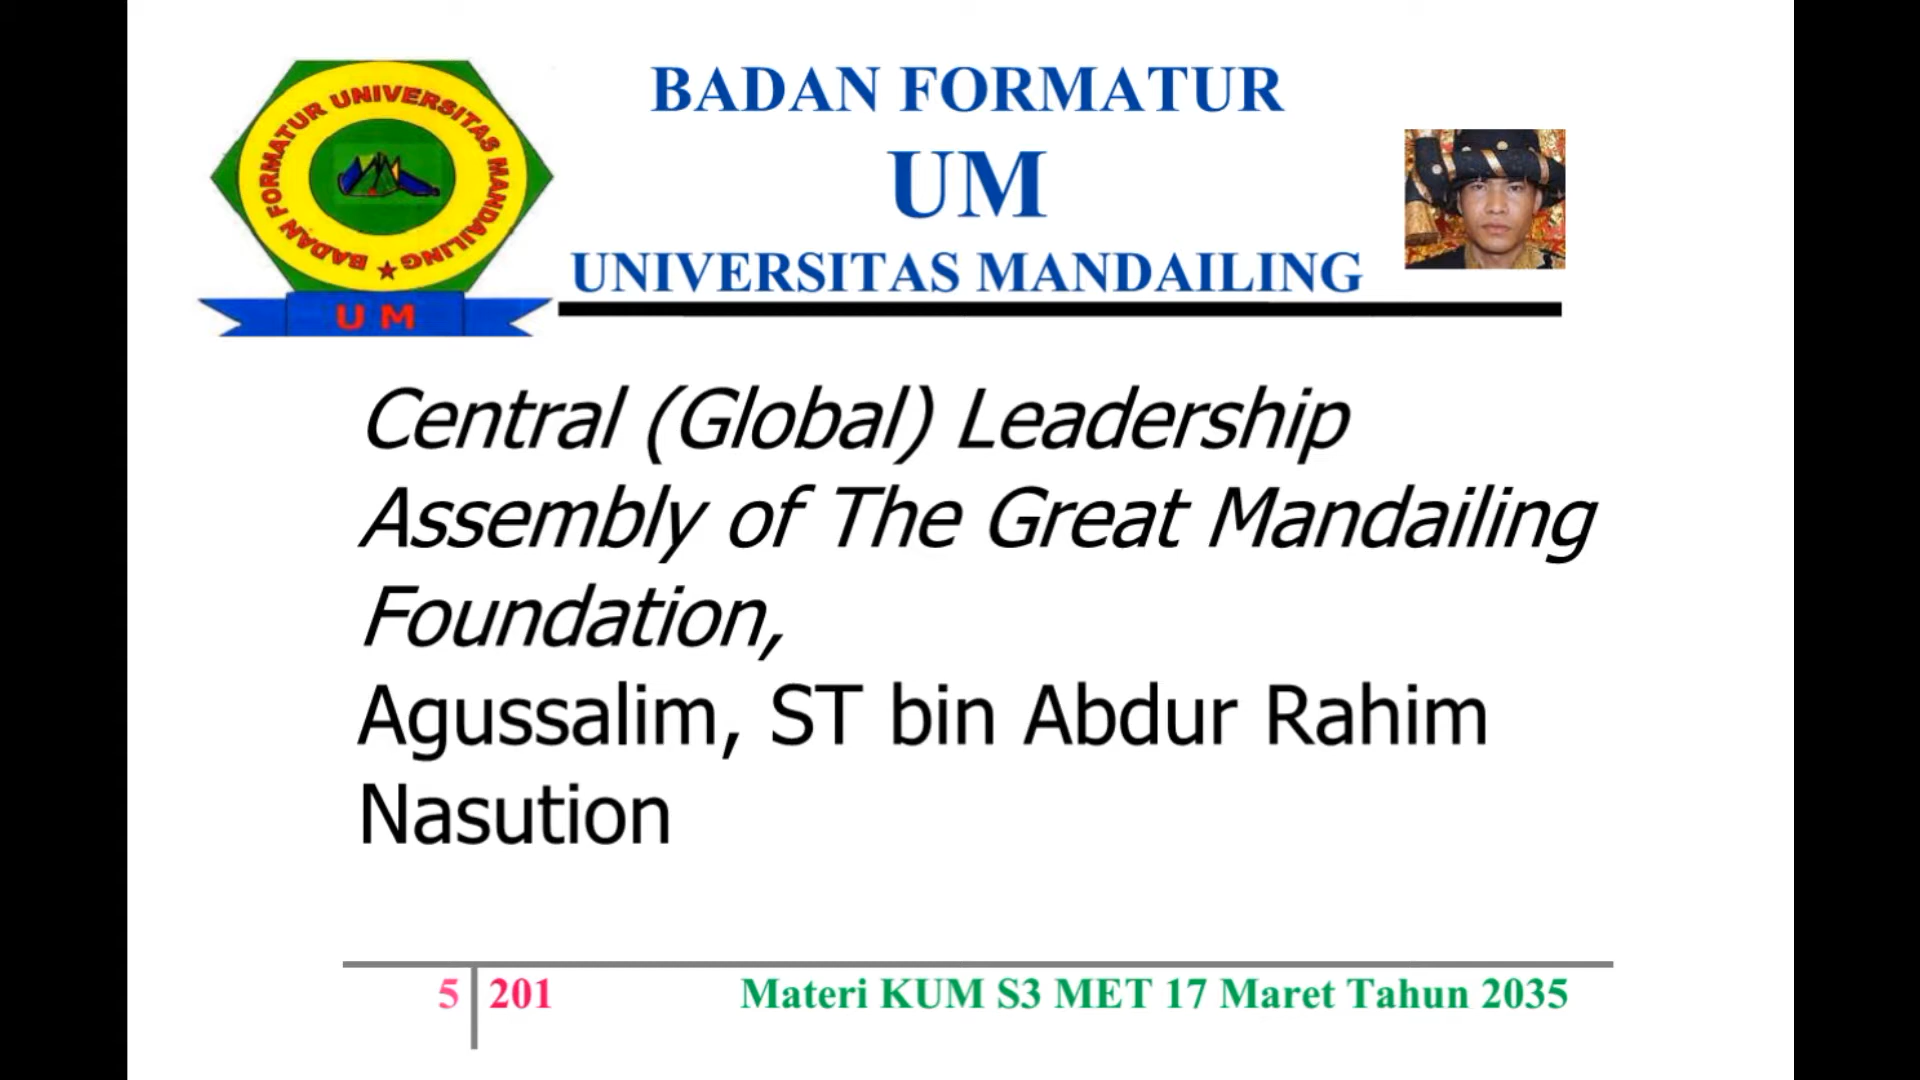 BADAN FORMATUR UNIVERSITAS MANDAILING
UM
BADAN FORMATUR
UM
UNIVERSITAS MANDAILING
Central (Global) Leadership
Assembly of The Great Mandailing
Foundation,
Agussalim, ST bin Abdur Rahim
Nasution
5 201 Materi KUM S3 MET 17 Maret Tahun 2035